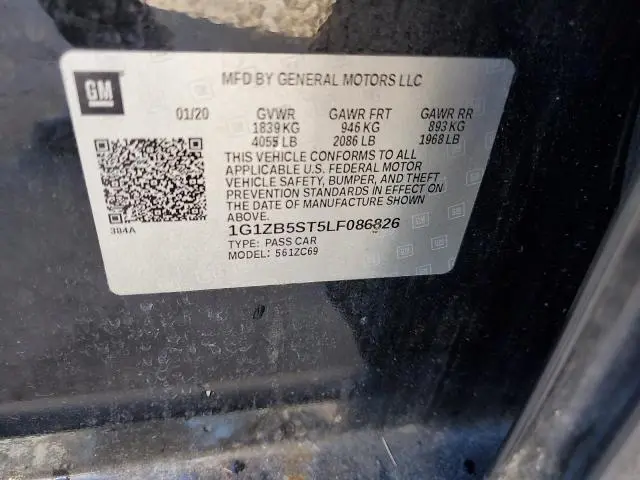 GM
MFD BY GENERAL MOTORS LLC
01/20 GVWR GAWR FRT GAWR RR
1839 KG 946 KG 893 KG
4055 LB 2086 LB 1968 LB
THIS VEHICLE CONFORMS TO ALL
APPLICABLE U.S. FEDERAL MOTOR
VEHICLE SAFETY, BUMPER, AND THEFT
PREVENTION STANDARDS IN EFFECT ON
THE DATE OF MANUFACTURE SHOWN
ABOVE.
384A
1G1ZB5ST5LF086826
TYPE: PASS CAR
MODEL: 561ZC69